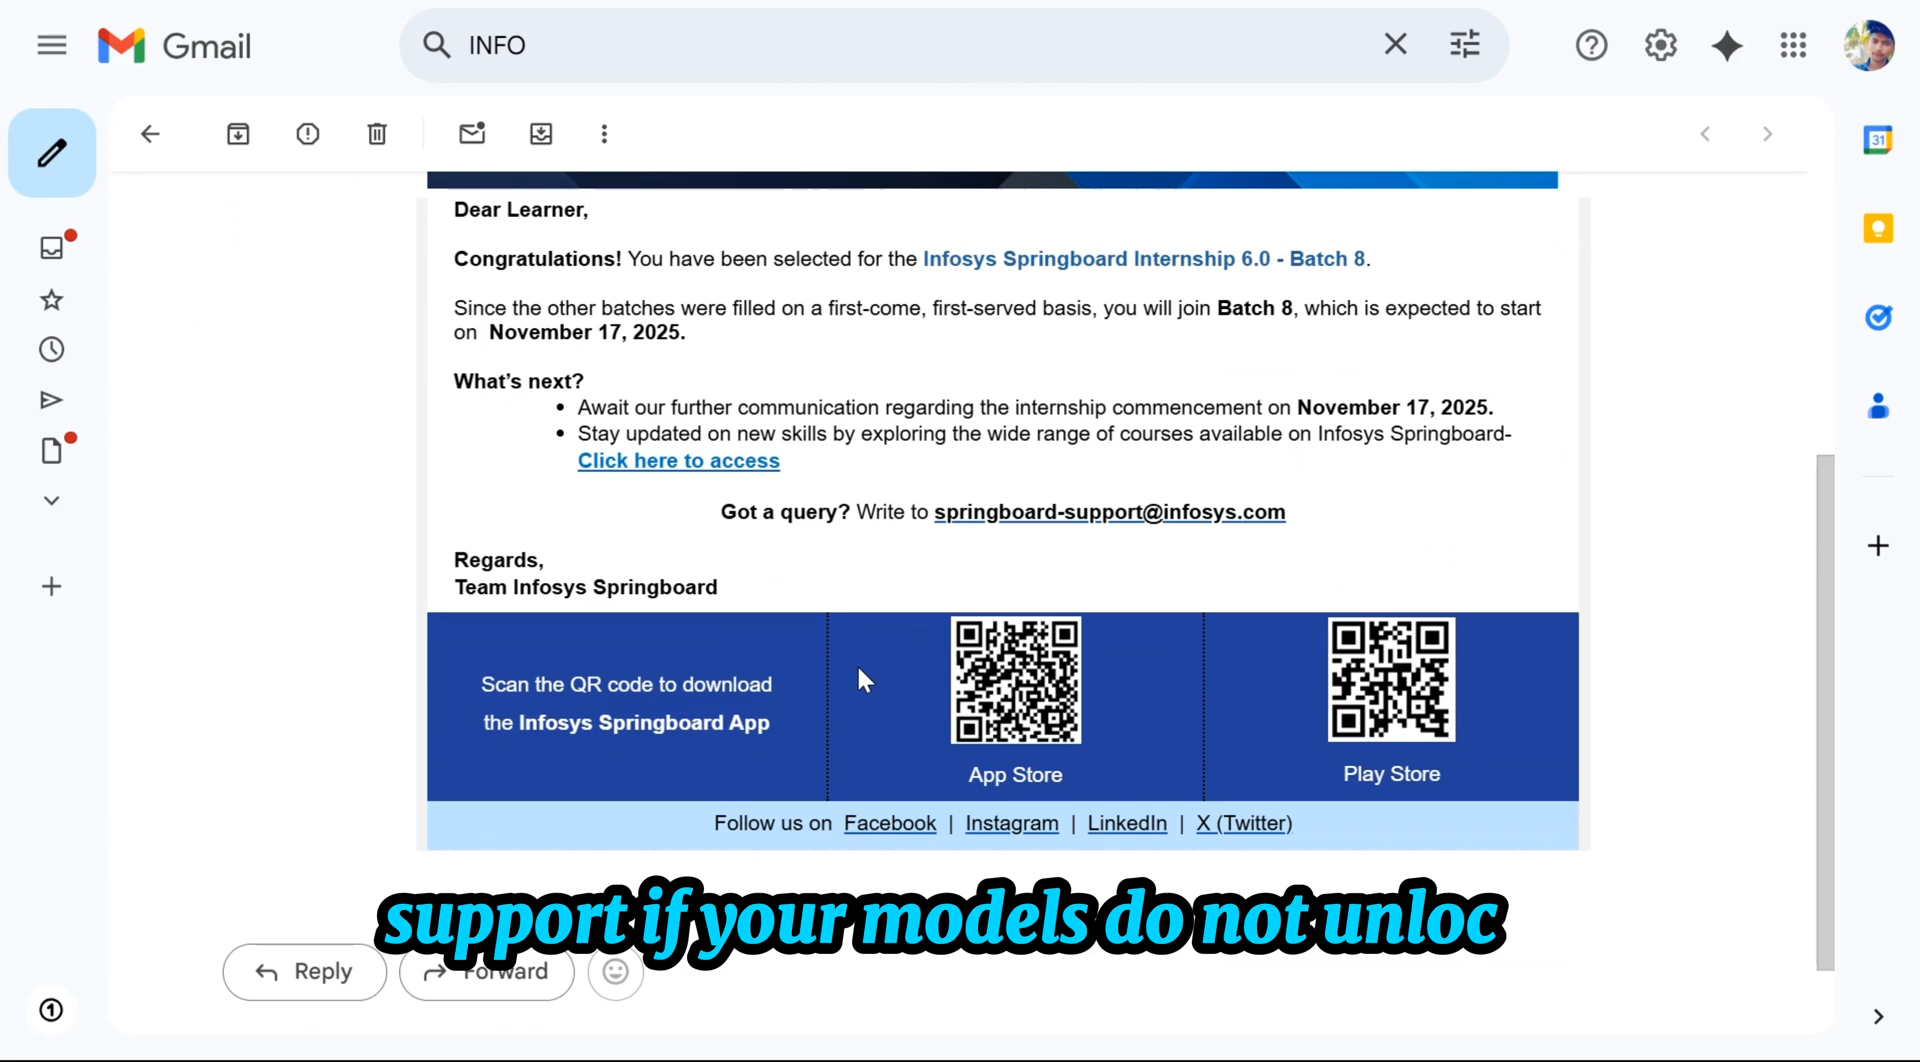 Gmail
INFO
31
Dear Learner,
Congratulations! You have been selected for the Infosys Springboard Internship 6.0 - Batch 8.
Since the other batches were filled on a first-come, first-served basis, you will join Batch 8, which is expected to start
on November 17, 2025.
What's next?
• Await our further communication regarding the internship commencement on November 17, 2025.
• Stay updated on new skills by exploring the wide range of courses available on Infosys Springboard-
Click here to access
Got a query? Write to springboard-support@infosys.com
Regards,
Team Infosys Springboard
Scan the QR code to download
the Infosys Springboard App
App Store
Play Store
Follow us on Facebook | Instagram | LinkedIn | X (Twitter)
support if your models do not unloc
Reply
Forward
1